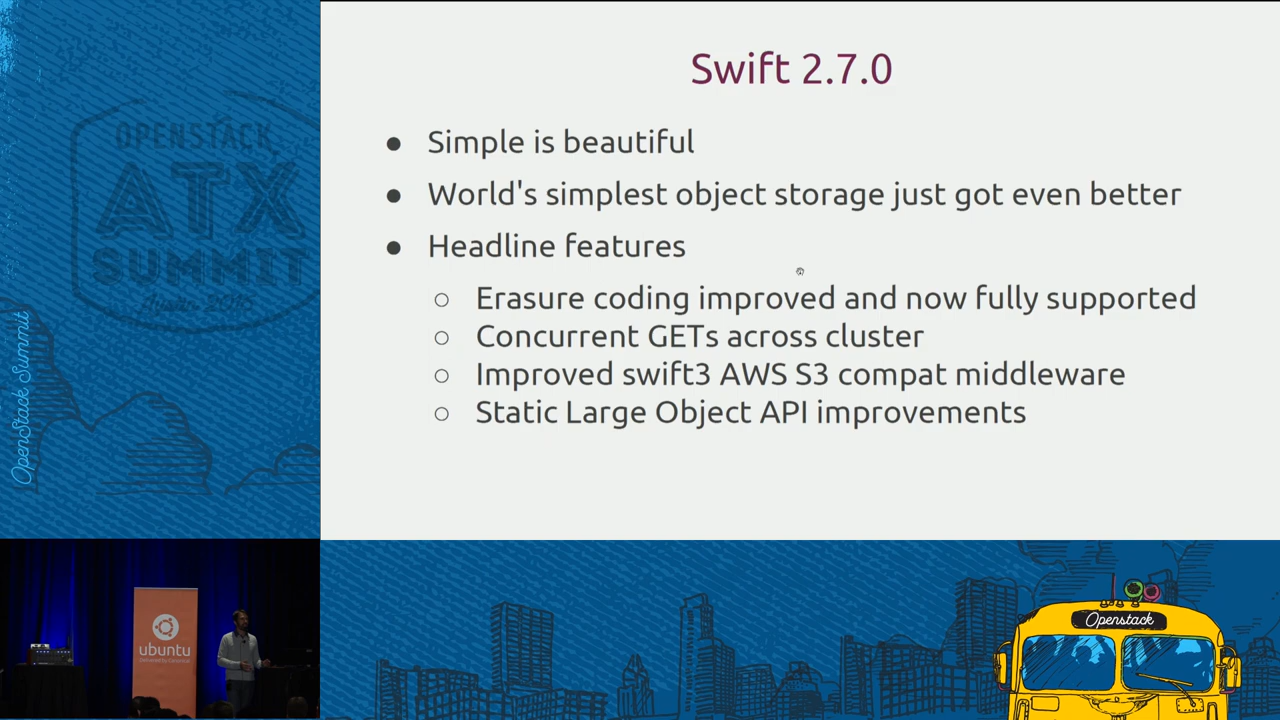 Swift 2.7.0
● Simple is beautiful
● World's simplest object storage just got even better
● Headline features
○ Erasure coding improved and now fully supported
○ Concurrent GETs across cluster
○ Improved swift3 AWS S3 compat middleware
○ Static Large Object API improvements
OPENSTACK
ATX
SUMMIT
Austin 2016
OpenStack Summit
ubuntu
Openstack